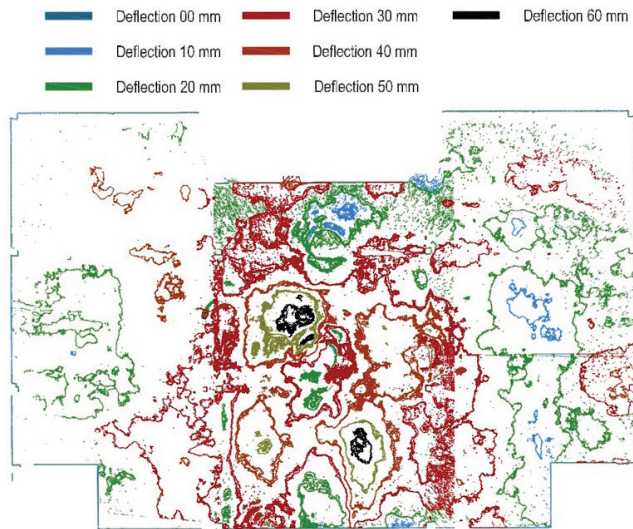 Deflection 00 mm
Deflection 30 mm
Deflection 60 mm
Deflection 10 mm
Deflection 40 mm
Deflection 20 mm
Deflection 50 mm